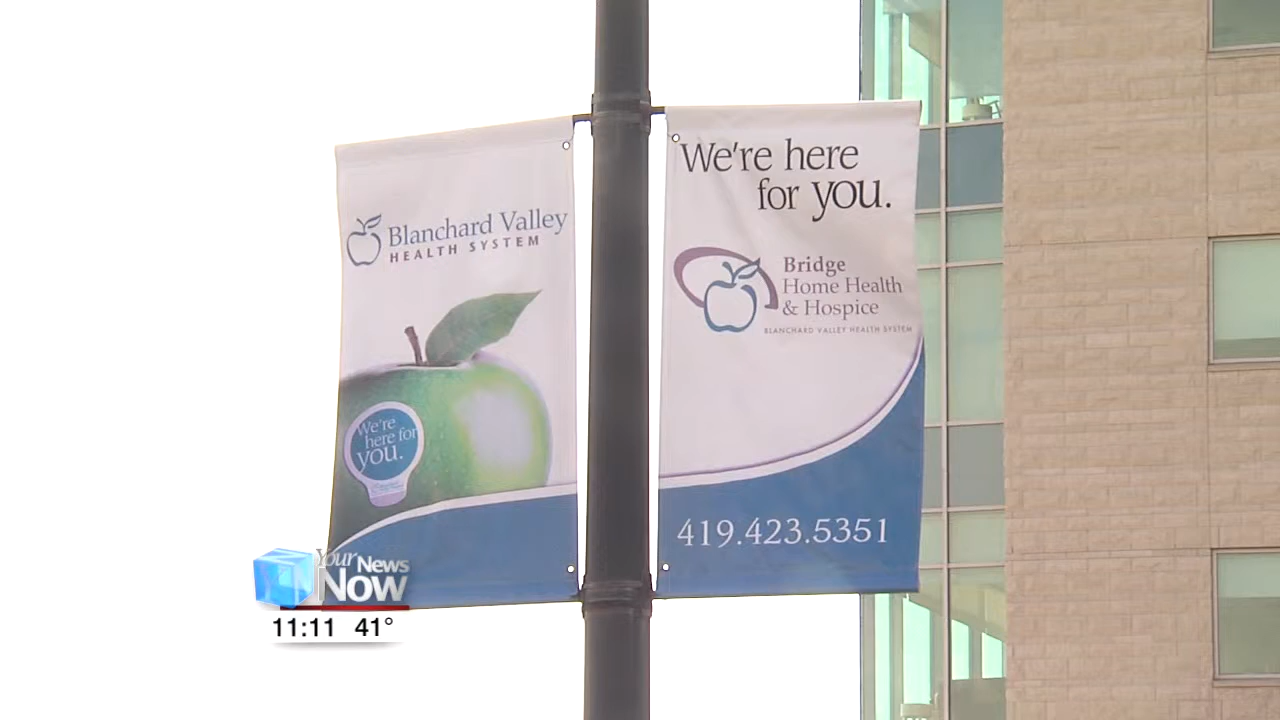 Blanchard Valley
HEALTH SYSTEM
We're
here for
you.
We're here
for you.
Bridge
Home Health
& Hospice
BLANCHARD VALLEY HEALTH SYSTEM
419.423.5351
Your News
Now
11:11 41°